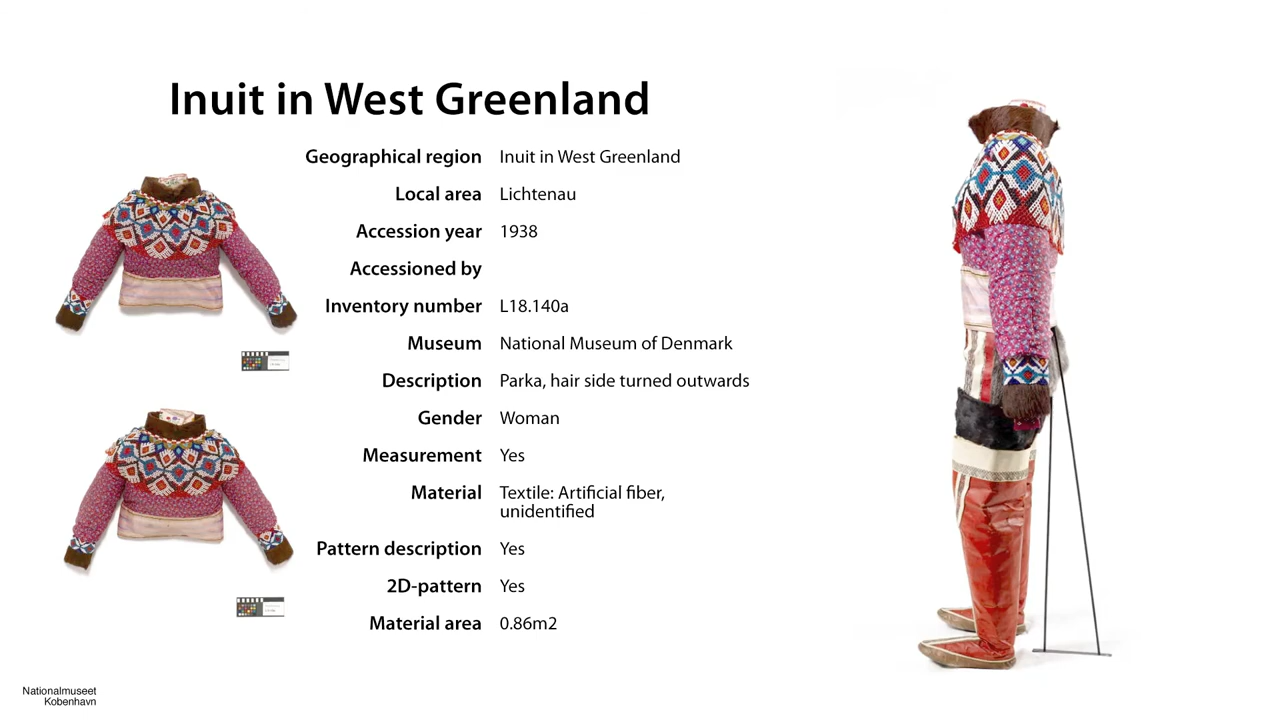 Inuit in West Greenland
Geographical region Inuit in West Greenland
Local area Lichtenau
Accession year 1938
Accessioned by
Inventory number L18.140a
Museum National Museum of Denmark
Description Parka, hair side turned outwards
Gender Woman
Measurement Yes
Material Textile: Artificial fiber,
unidentified
Pattern description Yes
2D-pattern Yes
Material area 0.86m2
Nationalmuseet
Kobenhavn